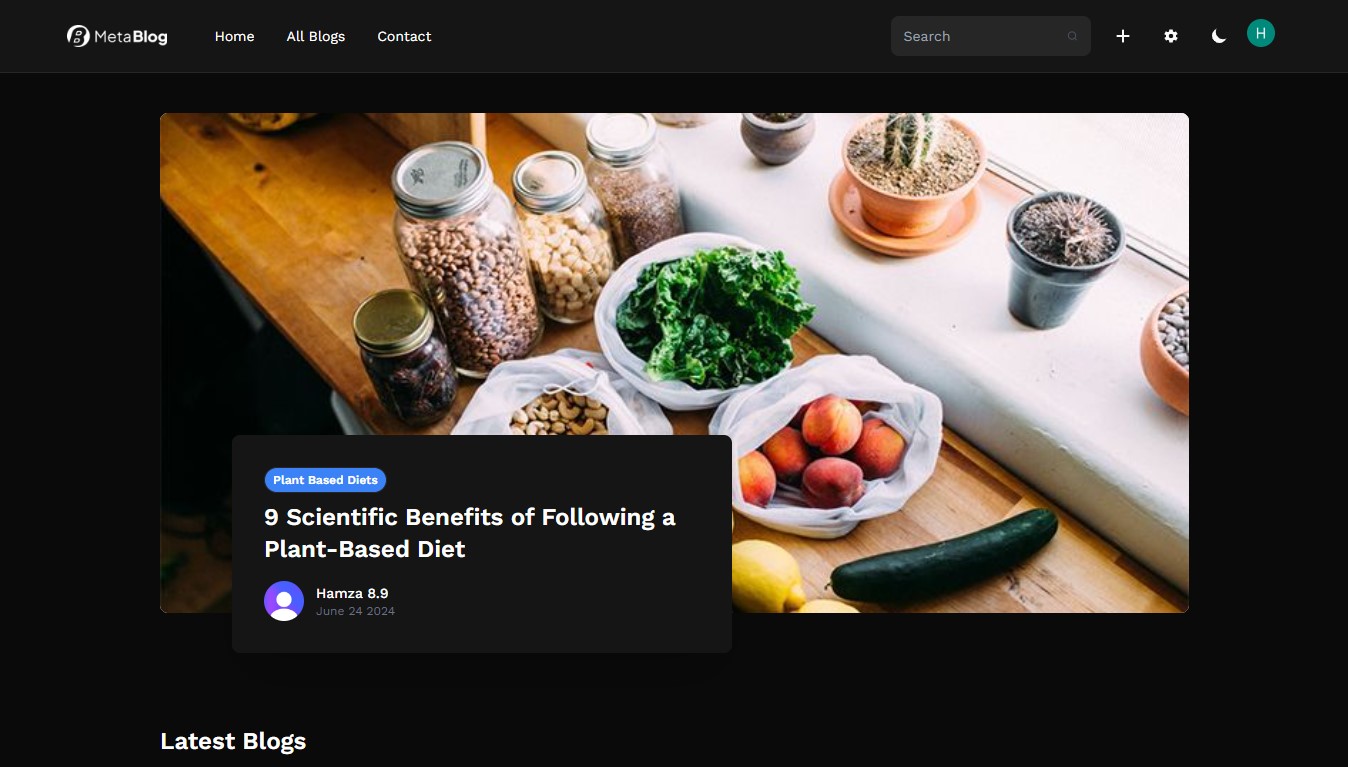 MetaBlog
Home
All Blogs
Contact
Search
H
Plant Based Diets
9 Scientific Benefits of Following a
Plant-Based Diet
Hamza 8.9
June 24 2024
Latest Blogs